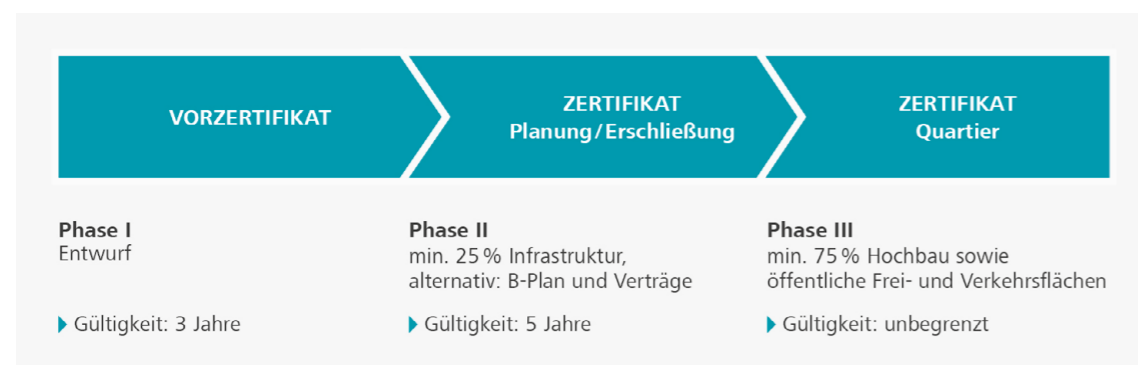 VORZERTIFIKAT
ZERTIFIKAT
Planung/Erschließung
ZERTIFIKAT
Quartier
Phase I
Entwurf
Gültigkeit: 3 Jahre
Phase II
min. 25 % Infrastruktur,
alternativ: B-Plan und Verträge
Gültigkeit: 5 Jahre
Phase III
min. 75 % Hochbau sowie
öffentliche Frei- und Verkehrsflächen
Gültigkeit: unbegrenzt